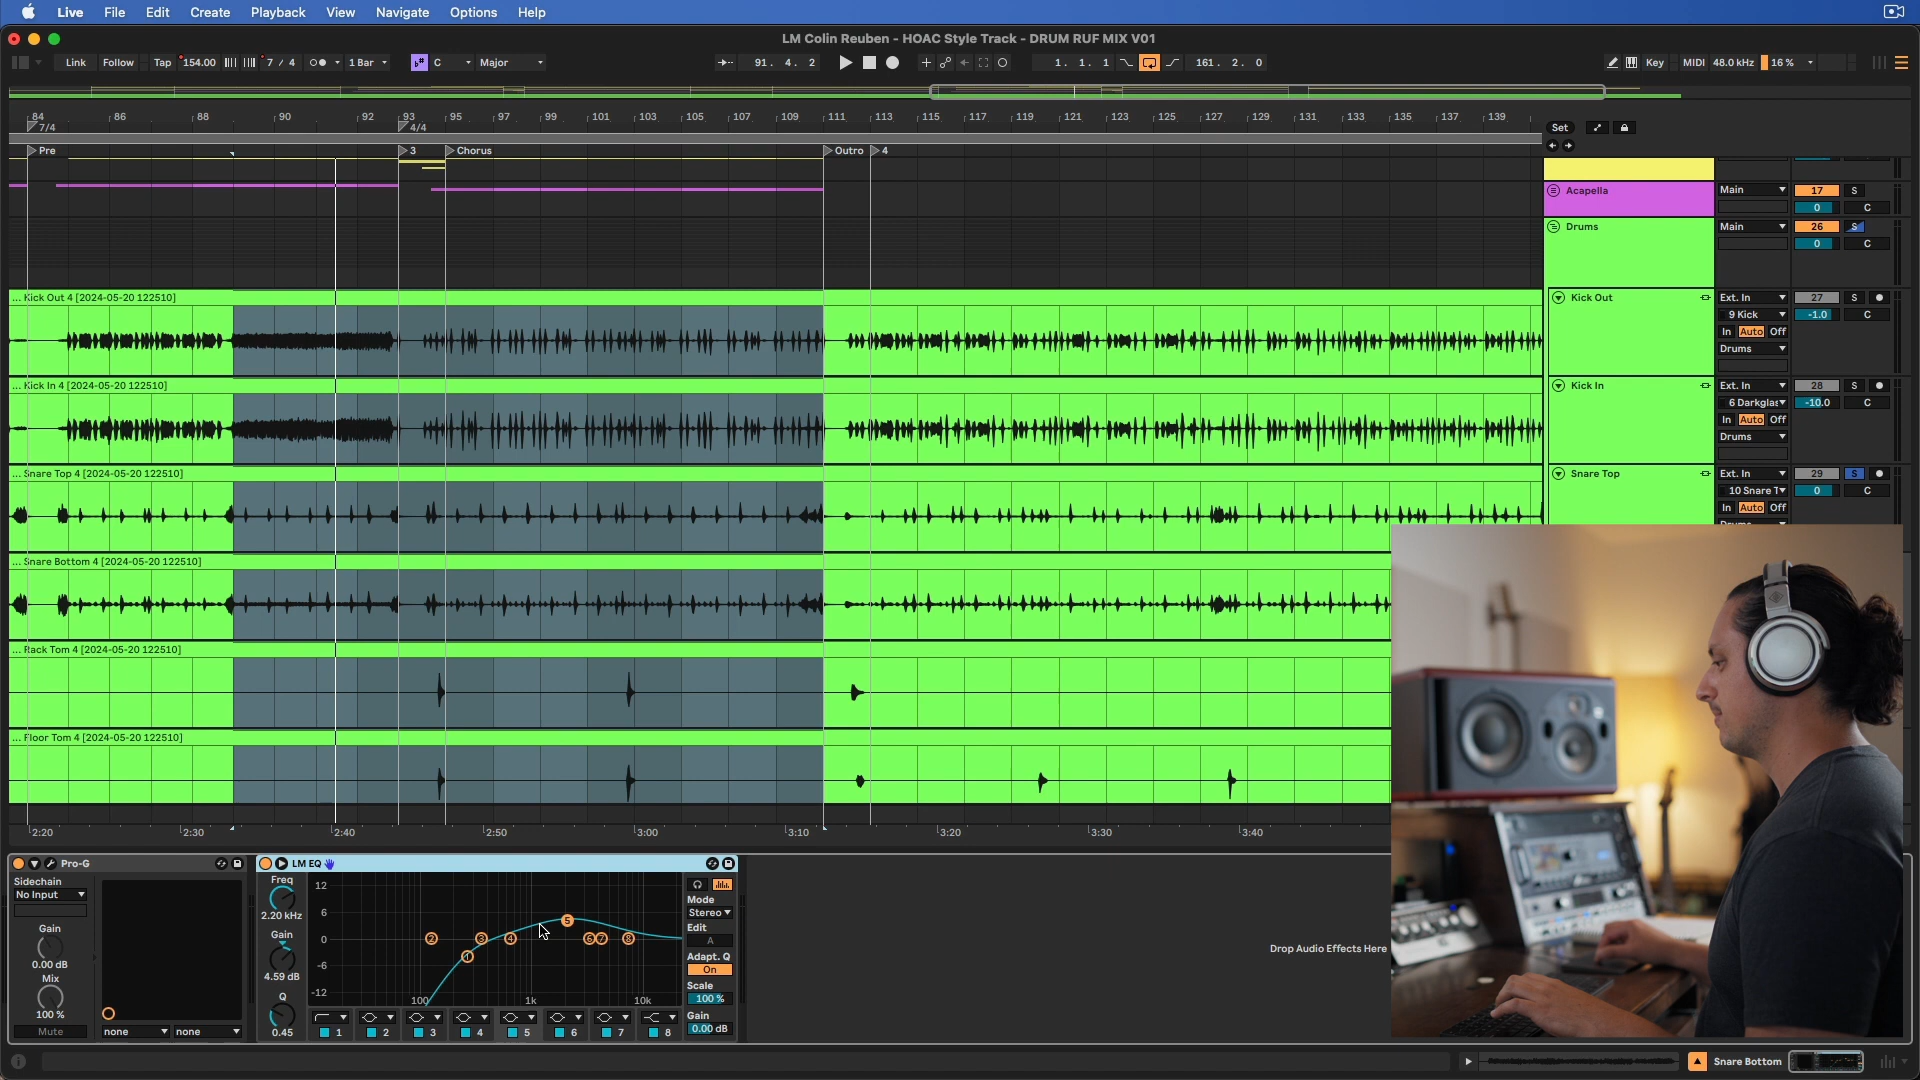 Live File Edit Create Playback View Navigate Options Help
LM Colin Reuben - HOAC Style Track - DRUM RUF MIX V01
Link Follow Tap 154.00 7 / 4 1 Bar C Major 91. 4. 2 1. 1. 1 161. 2. 0 Key MIDI 48.0 kHz 16 %
84 86 88 90 92 93 95 97 99 101 103 105 107 109 111 113 115 117 119 121 123 125 127 129 131 133 135 137 139
7/4 4/4 Set
Pre 3 Chorus Outro 4
Acapella Main 17 S
0 C
Drums Main 26 S
0 C
... Kick Out 4 [2024-05-20 122510] Kick Out Ext. In 27 S
9 Kick -1.0 C
In Auto Off
Drums
... Kick In 4 [2024-05-20 122510] Kick In Ext. In 28 S
6 Darkglas -10.0 C
In Auto Off
Drums
... Snare Top 4 [2024-05-20 122510] Snare Top Ext. In 29 S
10 Snare T 0 C
In Auto Off
Drums
... Snare Bottom 4 [2024-05-20 122510]
... Rack Tom 4 [2024-05-20 122510]
... Floor Tom 4 [2024-05-20 122510]
2:20 2:30 2:40 2:50 3:00 3:10 3:20 3:30 3:40
Pro-G LM EQ
Sidechain
No Input
Gain
0.00 dB
Mix
100 %
Mute none none
Freq
2.20 kHz
Gain
4.59 dB
Q
0.45
12
6
0
-6
-12
100 1k 10k
1 2 3 4 5 6 7 8
1 2 3 4 5 6 7 8
Mode
Stereo
Edit
A
Adapt. Q
On
Scale
100 %
Gain
0.00 dB
Drop Audio Effects Here
Snare Bottom